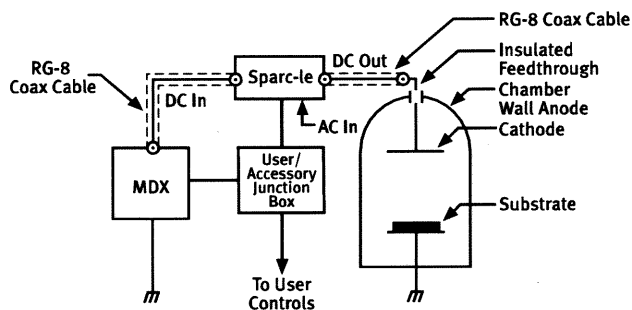 RG-8 Coax Cable
DC Out
Insulated
Feedthrough
RG-8
Coax Cable
Sparc-le
DC In
Chamber
Wall Anode
AC In
Cathode
User/
Accessory
Junction
Box
MDX
Substrate
To User
Controls